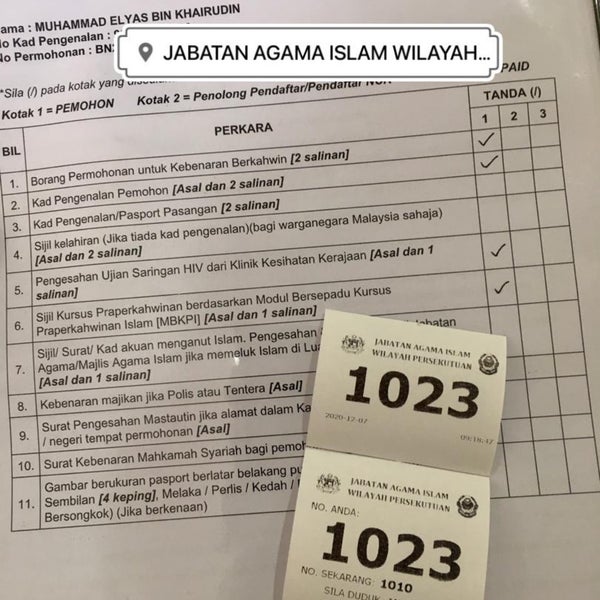 Nama : MUHAMMAD ELYAS BIN KHAIRUDIN
No Kad Pengenalan :
No Permohonan :
JABATAN AGAMA ISLAM WILAYAH...
*Sila (/) pada kotak yang
PAID
Kotak 1 = PEMOHON Kotak 2 = Penolong Pendaftar/Pendaftar
BIL PERKARA TANDA (/)
1 2 3
1. Borang Permohonan untuk Kebenaran Berkahwin [2 salinan]
2. Kad Pengenalan Pemohon [Asal dan 2 salinan]
3. Kad Pengenalan/Pasport Pasangan [2 salinan]
4. Sijil kelahiran (Jika tiada kad pengenalan)(bagi warganegara Malaysia sahaja)
[Asal dan 2 salinan]
5. Pengesahan Ujian Saringan HIV dari Klinik Kesihatan Kerajaan [Asal dan 1
salinan]
6. Sijil Kursus Praperkahwinan berdasarkan Modul Bersepadu Kursus
Praperkahwinan Islam [MBKPI] [Asal dan 1 salinan]
7. Sijil/ Surat/ Kad akuan menganut Islam. Pengesahan
Agama/Majlis Agama Islam jika memeluk Islam di
[Asal dan 1 salinan]
8. Kebenaran majikan jika Polis atau Tentera [Asal]
9. Surat Pengesahan Mastautin jika alamat dalam
/ negeri tempat permohonan [Asal]
10. Surat Kebenaran Mahkamah Syariah bagi
11. Gambar berukuran pasport berlatar belakang
Sembilan [4 keping], Melaka / Perlis / Kedah /
Bersongkok) (Jika berkenaan)
JABATAN AGAMA ISLAM
WILAYAH PERSEKUTUAN
1023
2020-12-07 09:18:47
JABATAN AGAMA ISLAM
WILAYAH PERSEKUTUAN
NO. ANDA:
1023
NO. SEKARANG: 1010
SILA DUDUK